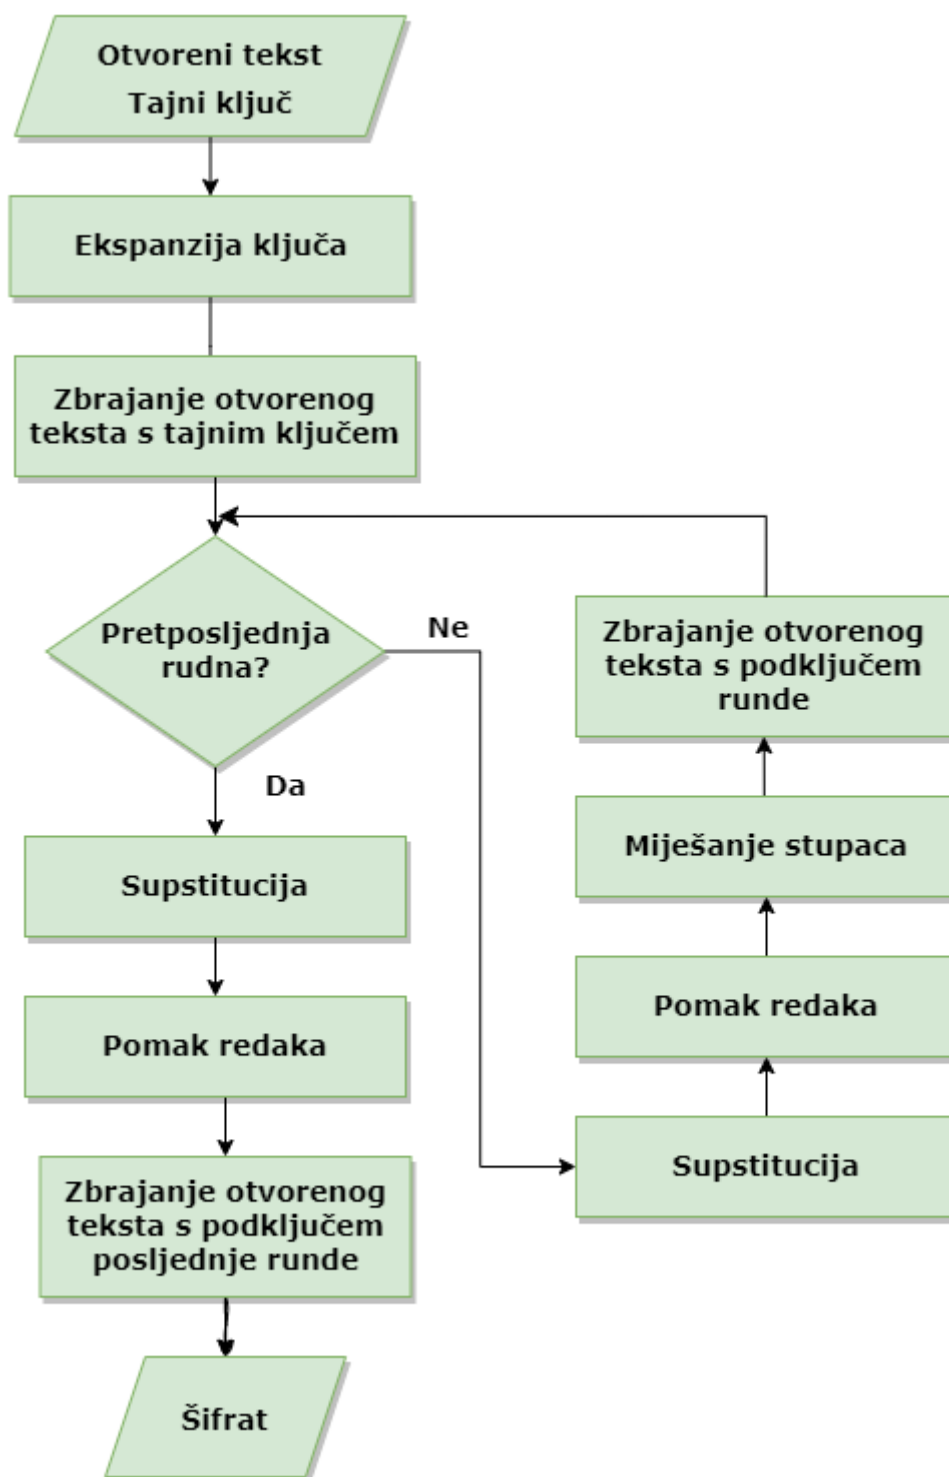 Otvoreni tekst
Tajni ključ
Ekspanzija ključa
Zbrajanje otvorenog
teksta s tajnim ključem
Pretposljednja
rudna?
Ne
Da
Supstitucija
Pomak redaka
Zbrajanje otvorenog
teksta s podključem
posljednje runde
Šifrat
Zbrajanje otvorenog
teksta s podključem
runde
Miješanje stupaca
Pomak redaka
Supstitucija